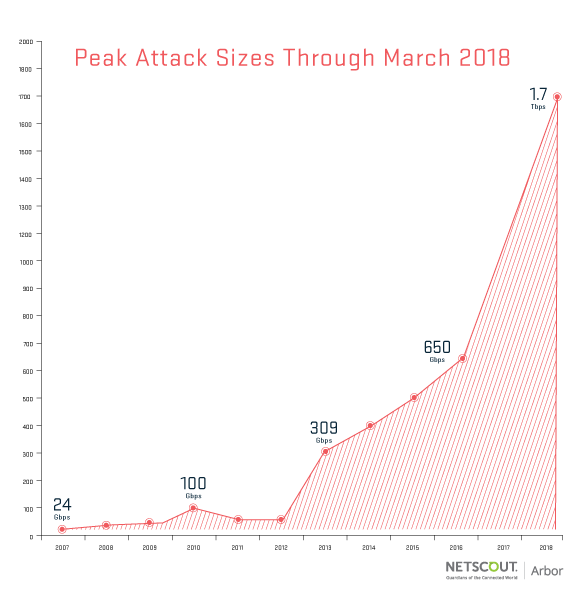 Peak Attack Sizes Through March 2018
2000
1900
1800
1700
1600
1500
1400
1300
1200
1100
1000
900
800
700
600
500
400
300
200
100
0
1.7
Tbps
650
Gbps
309
Gbps
100
Gbps
24
Gbps
2007 2008 2009 2010 2011 2012 2013 2014 2015 2016 2017 2018
NETSCOUT. Arbor
Guardians of the Connected World